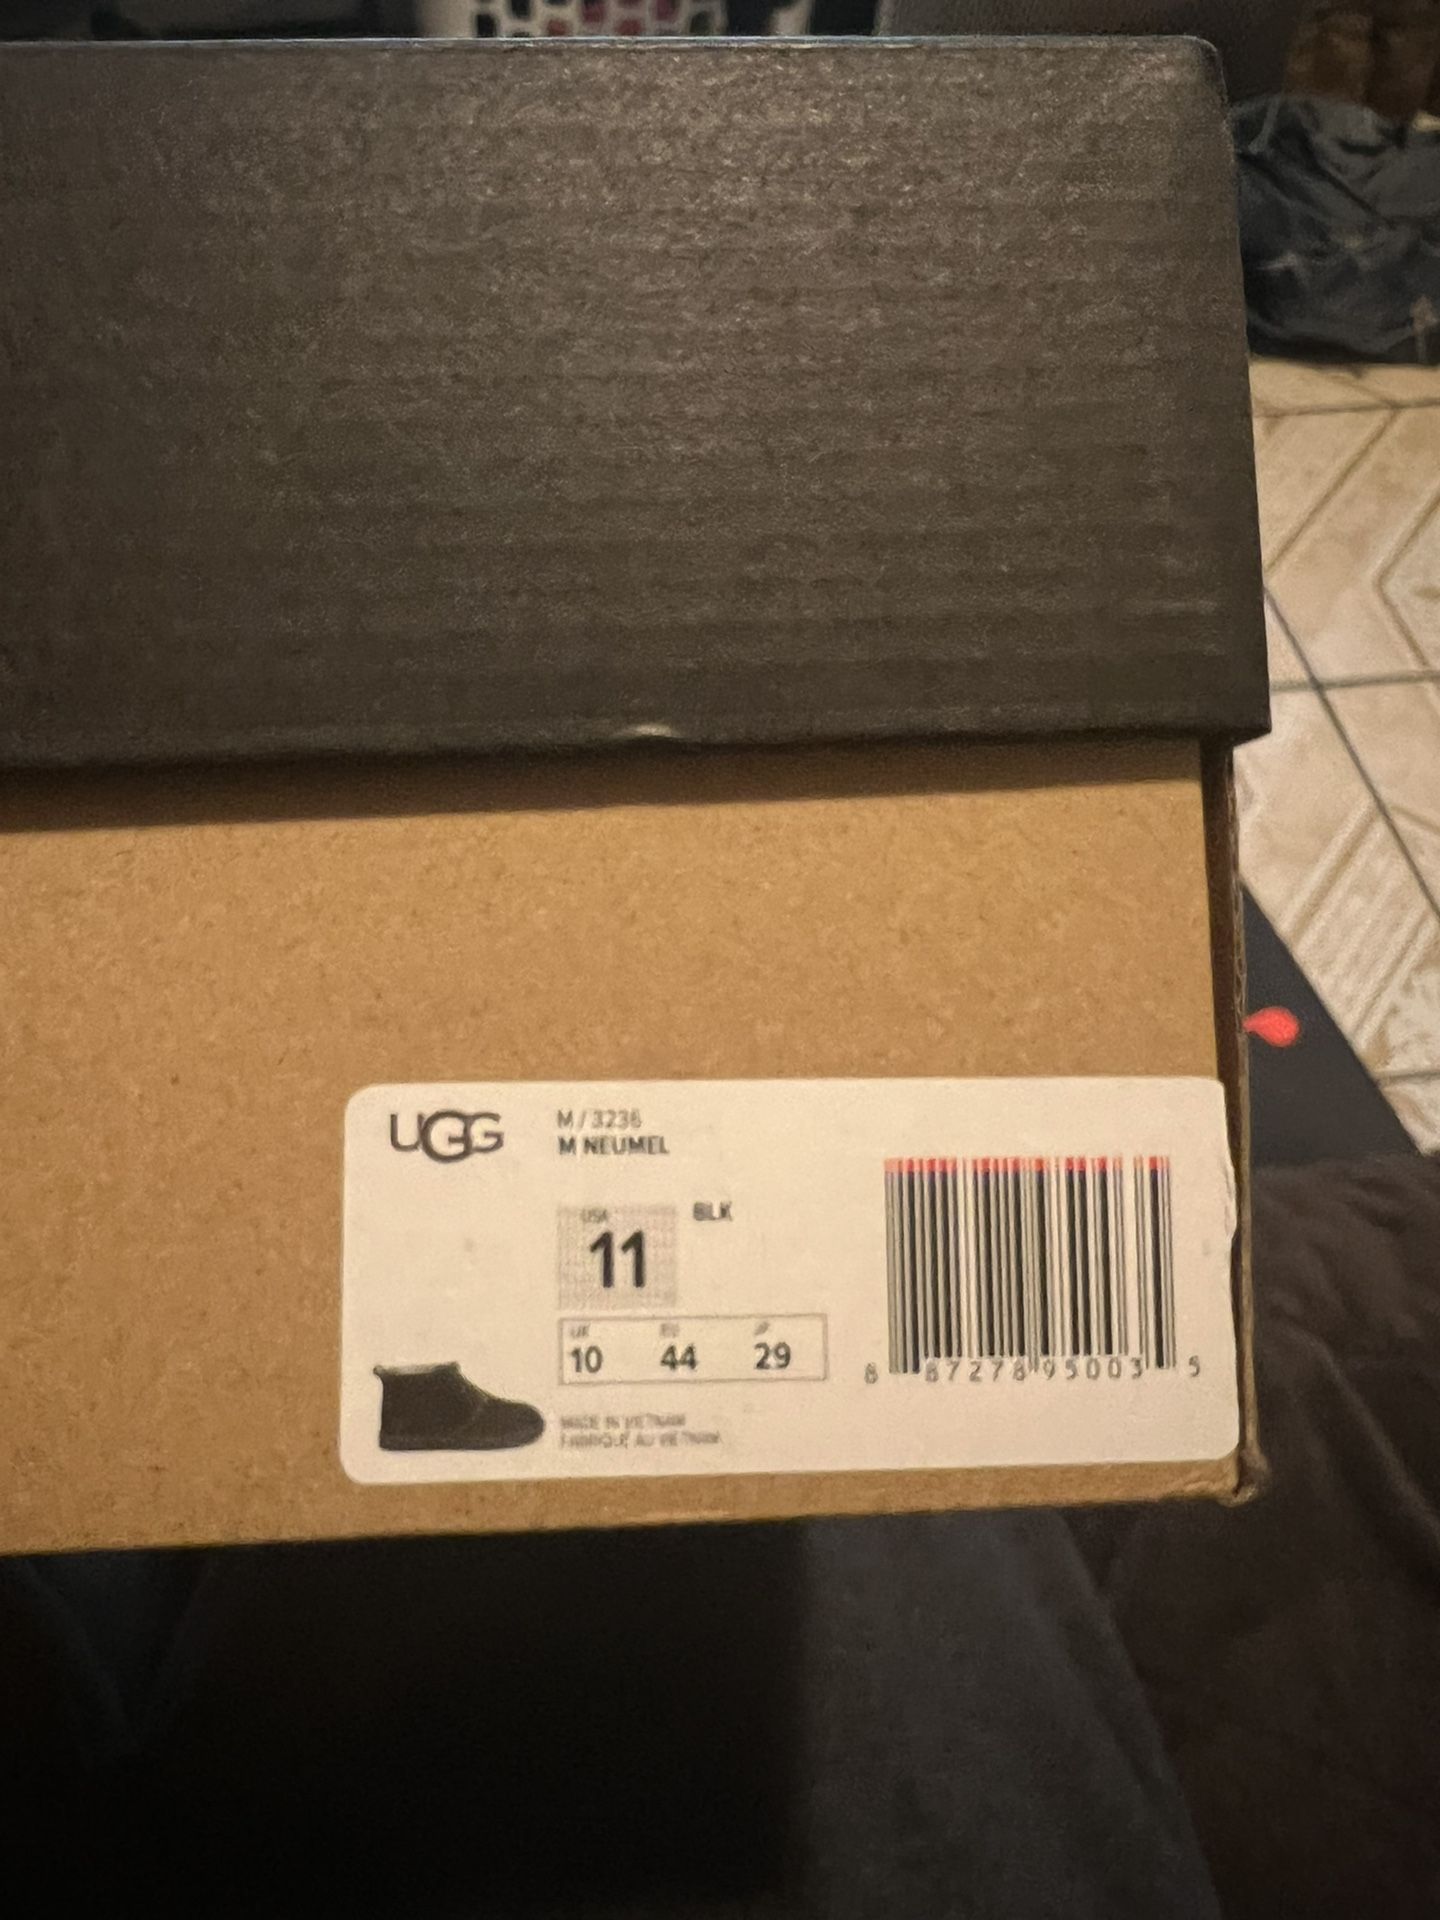 UGG
M / 3236
M NEUMEL
USA
BLK
11
UK EU JP
10 44 29
8 87278 95003 5
MADE IN VIETNAM
FABRIQUÉ AU VIETNAM